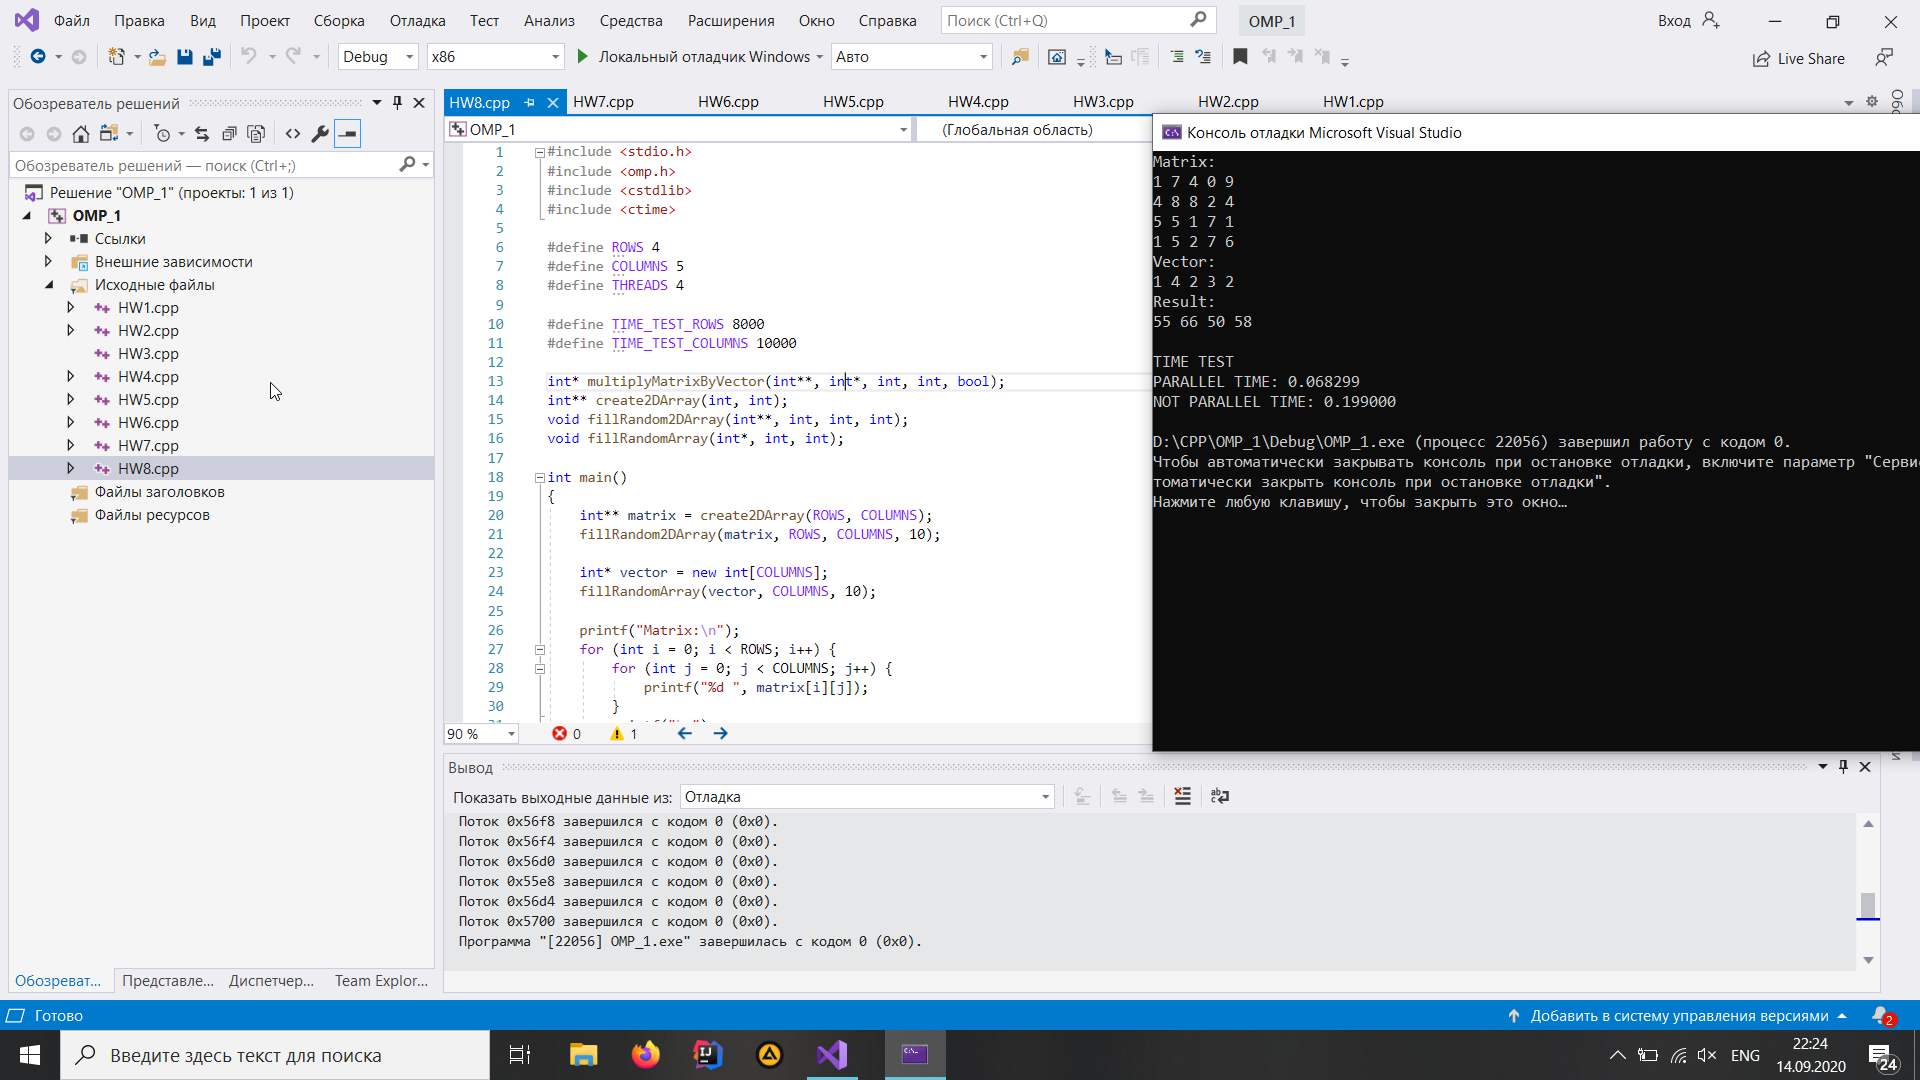 Файл Правка Вид Проект Сборка Отладка Тест Анализ Средства Расширения Окно Справка Поиск (Ctrl+Q) OMP_1 Вход
Debug x86 Локальный отладчик Windows Авто Live Share
Обозреватель решений
Обозреватель решений — поиск (Ctrl+;)
Решение "OMP_1" (проекты: 1 из 1)
OMP_1
Ссылки
Внешние зависимости
Исходные файлы
HW1.cpp
HW2.cpp
HW3.cpp
HW4.cpp
HW5.cpp
HW6.cpp
HW7.cpp
HW8.cpp
Файлы заголовков
Файлы ресурсов
Обозреват... Представле... Диспетчер... Team Explor...
HW8.cpp HW7.cpp HW6.cpp HW5.cpp HW4.cpp HW3.cpp HW2.cpp HW1.cpp
OMP_1 (Глобальная область)
1 #include <stdio.h>
2 #include <omp.h>
3 #include <cstdlib>
4 #include <ctime>
5
6 #define ROWS 4
7 #define COLUMNS 5
8 #define THREADS 4
9
10 #define TIME_TEST_ROWS 8000
11 #define TIME_TEST_COLUMNS 10000
12
13 int* multiplyMatrixByVector(int**, int*, int, int, bool);
14 int** create2DArray(int, int);
15 void fillRandom2DArray(int**, int, int, int);
16 void fillRandomArray(int*, int, int);
17
18 int main()
19 {
20 int** matrix = create2DArray(ROWS, COLUMNS);
21 fillRandom2DArray(matrix, ROWS, COLUMNS, 10);
22
23 int* vector = new int[COLUMNS];
24 fillRandomArray(vector, COLUMNS, 10);
25
26 printf("Matrix:\n");
27 for (int i = 0; i < ROWS; i++) {
28 for (int j = 0; j < COLUMNS; j++) {
29 printf("%d ", matrix[i][j]);
30 }
90 % 0 1
Консоль отладки Microsoft Visual Studio
Matrix:
1 7 4 0 9
4 8 8 2 4
5 5 1 7 1
1 5 2 7 6
Vector:
1 4 2 3 2
Result:
55 66 50 58
TIME TEST
PARALLEL TIME: 0.068299
NOT PARALLEL TIME: 0.199000
D:\CPP\OMP_1\Debug\OMP_1.exe (процесс 22056) завершил работу с кодом 0.
Чтобы автоматически закрывать консоль при остановке отладки, включите параметр "Серви
томатически закрыть консоль при остановке отладки".
Нажмите любую клавишу, чтобы закрыть это окно…
Вывод
Показать выходные данные из: Отладка
Поток 0x56f8 завершился с кодом 0 (0x0).
Поток 0x56f4 завершился с кодом 0 (0x0).
Поток 0x56d0 завершился с кодом 0 (0x0).
Поток 0x55e8 завершился с кодом 0 (0x0).
Поток 0x56d4 завершился с кодом 0 (0x0).
Поток 0x5700 завершился с кодом 0 (0x0).
Программа "[22056] OMP_1.exe" завершилась с кодом 0 (0x0).
Готово Добавить в систему управления версиями 2
Введите здесь текст для поиска ENG 22:24
14.09.2020 24